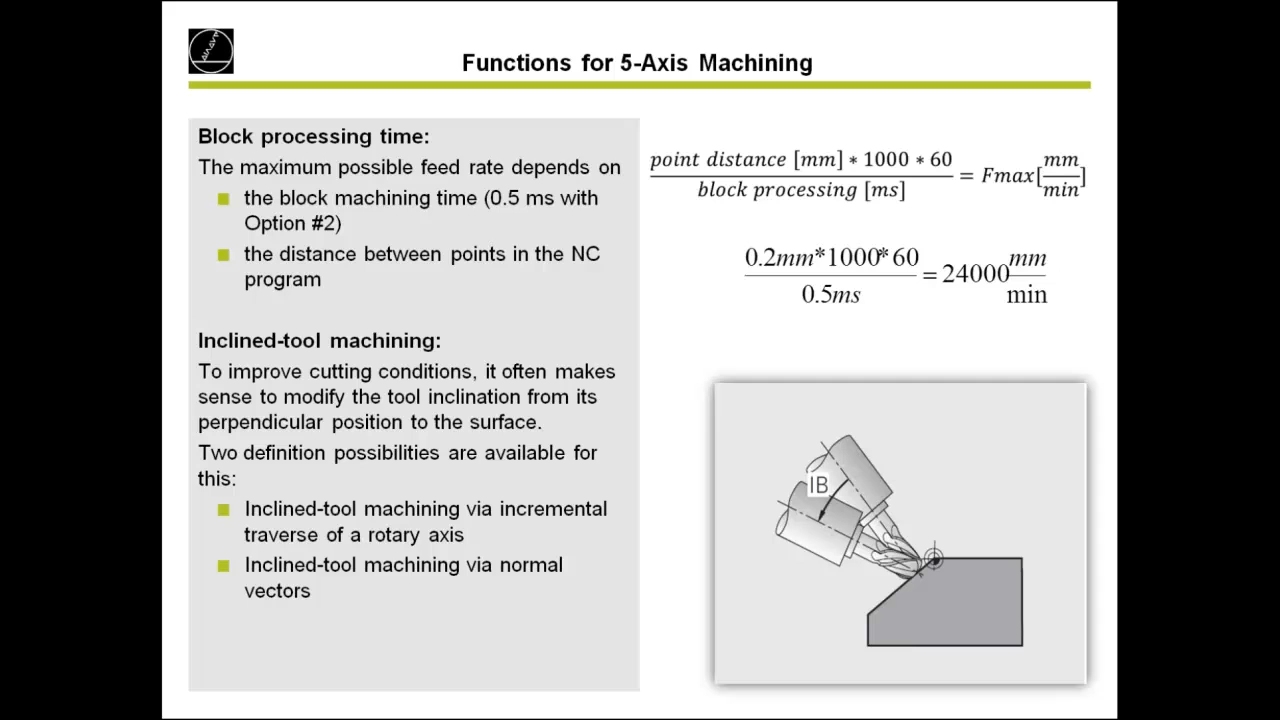 Functions for 5-Axis Machining
Block processing time:
The maximum possible feed rate depends on
the block machining time (0.5 ms with
Option #2)
the distance between points in the NC
program
Inclined-tool machining:
To improve cutting conditions, it often makes
sense to modify the tool inclination from its
perpendicular position to the surface.
Two definition possibilities are available for
this:
Inclined-tool machining via incremental
traverse of a rotary axis
Inclined-tool machining via normal
vectors
point distance [mm] * 1000 * 60
block processing [ms]
= Fmax[mm/min]
0.2mm*1000*60
0.5ms
= 24000 mm/min
IB